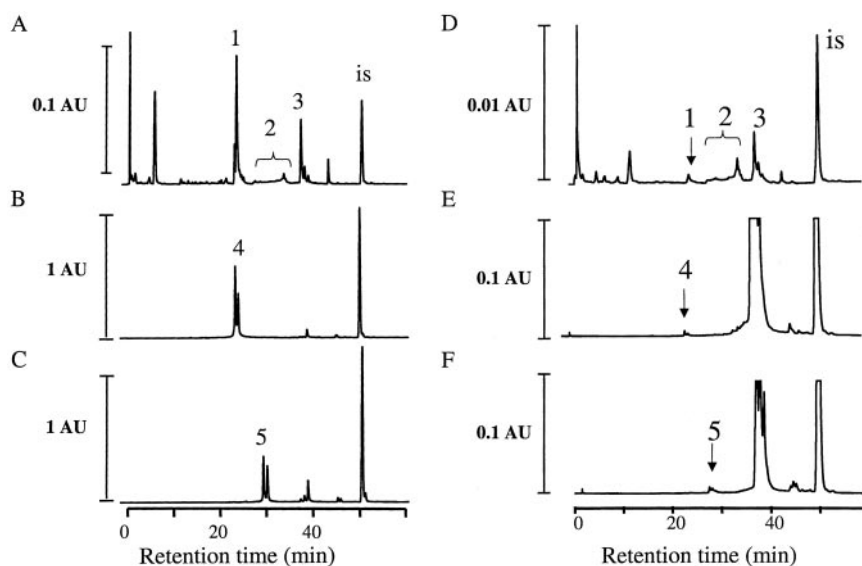 A
0.1 AU
1
2
3
is
B
1 AU
4
C
1 AU
5
0 20 40
Retention time (min)
D
0.01 AU
1
2
3
is
E
0.1 AU
4
F
0.1 AU
5
0 20 40
Retention time (min)